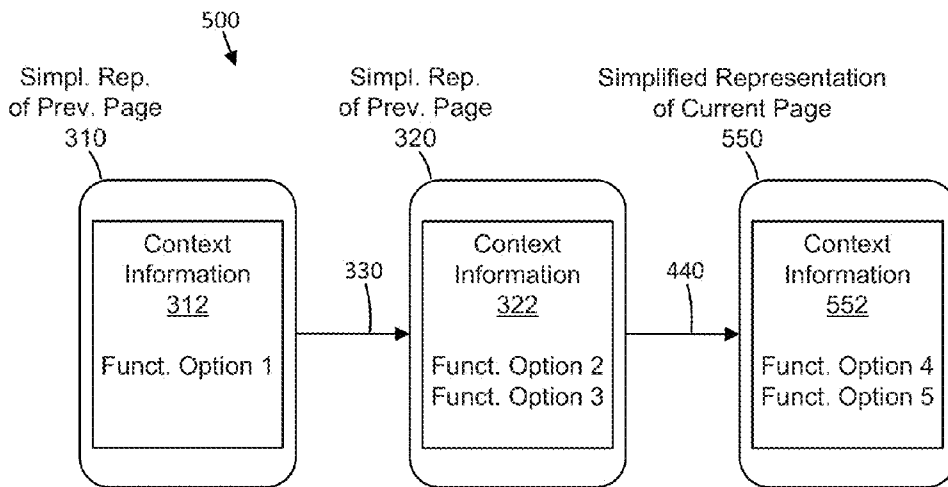 500
Simpl. Rep.
of Prev. Page
310
Simpl. Rep.
of Prev. Page
320
Simplified Representation
of Current Page
550
Context
Information
312
Funct. Option 1
330
Context
Information
322
Funct. Option 2
Funct. Option 3
440
Context
Information
552
Funct. Option 4
Funct. Option 5